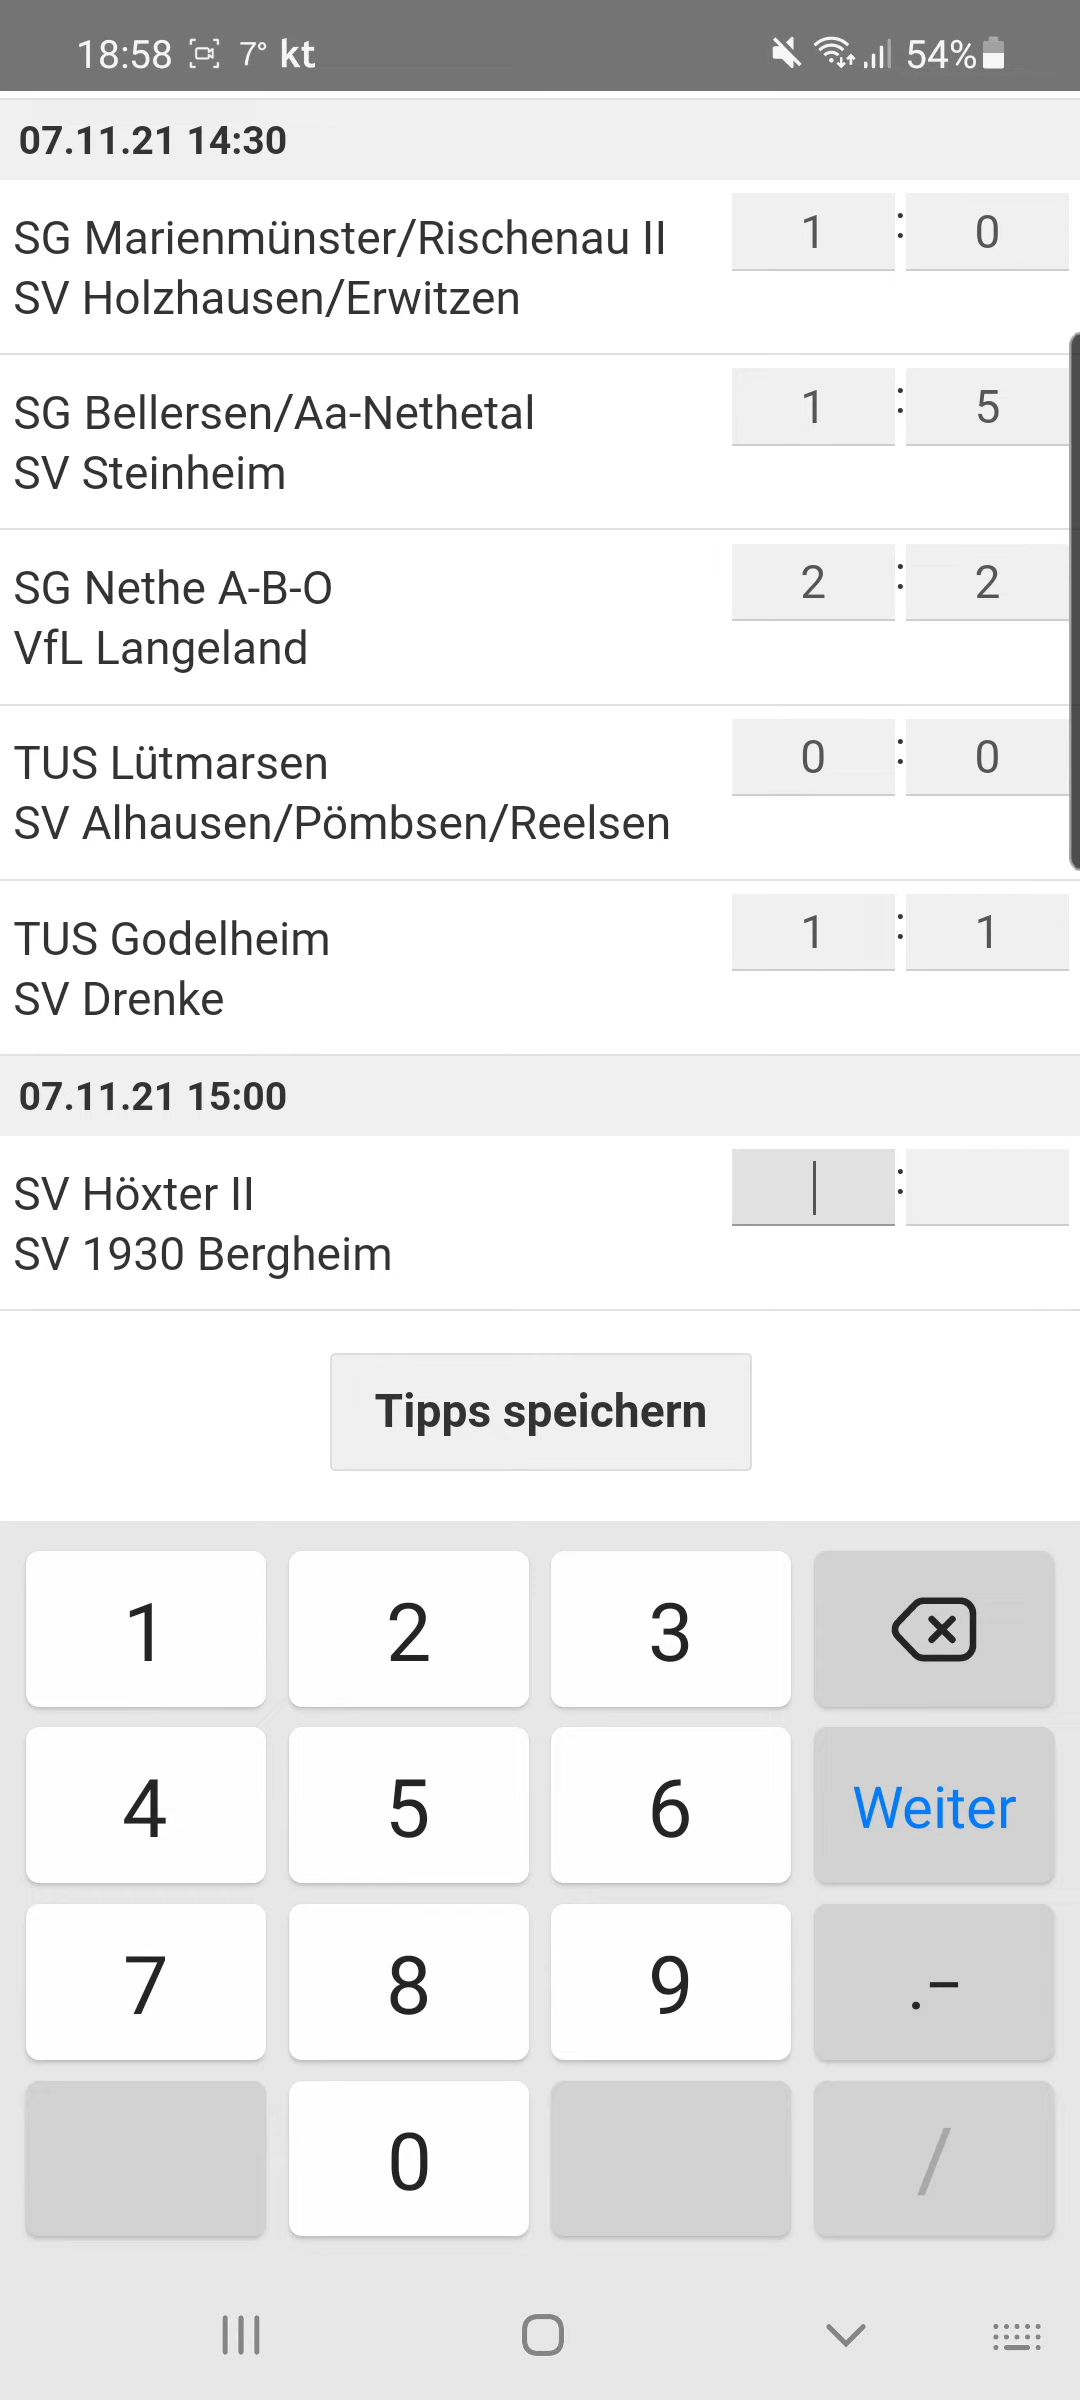 18:58 7° kt 54%
07.11.21 14:30
SG Marienmünster/Rischenau II 1 : 0
SV Holzhausen/Erwitzen
SG Bellersen/Aa-Nethetal 1 : 5
SV Steinheim
SG Nethe A-B-O 2 : 2
VfL Langeland
TUS Lütmarsen 0 : 0
SV Alhausen/Pömbsen/Reelsen
TUS Godelheim 1 : 1
SV Drenke
07.11.21 15:00
SV Höxter II :
SV 1930 Bergheim
Tipps speichern
1 2 3
4 5 6 Weiter
7 8 9 .-
0 /